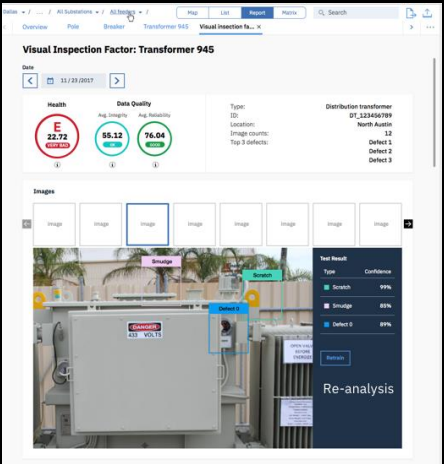 Dallas / ... / All Substations / All feeders /
Map List Report Matrix Search
Overview Pole Breaker Transformer 945 Visual insection fa... ×
Visual Inspection Factor: Transformer 945
Date
11 / 23 /2017
Health
Data Quality
Avg. Integrity Avg. Reliability
E
22.72
VERY BAD
55.12
OK
76.04
GOOD
Type: Distribution transformer
ID: DT_123456789
Location: North Austin
Image counts: 12
Top 3 defects: Defect 1
Defect 2
Defect 3
Images
Image Image Image Image Image Image Image Image
Smudge
Scratch
Defect 0
DANGER
433 VOLTS
Test Result
Type Confidence
Scratch 99%
Smudge 85%
Defect 0 89%
Retrain
Re-analysis